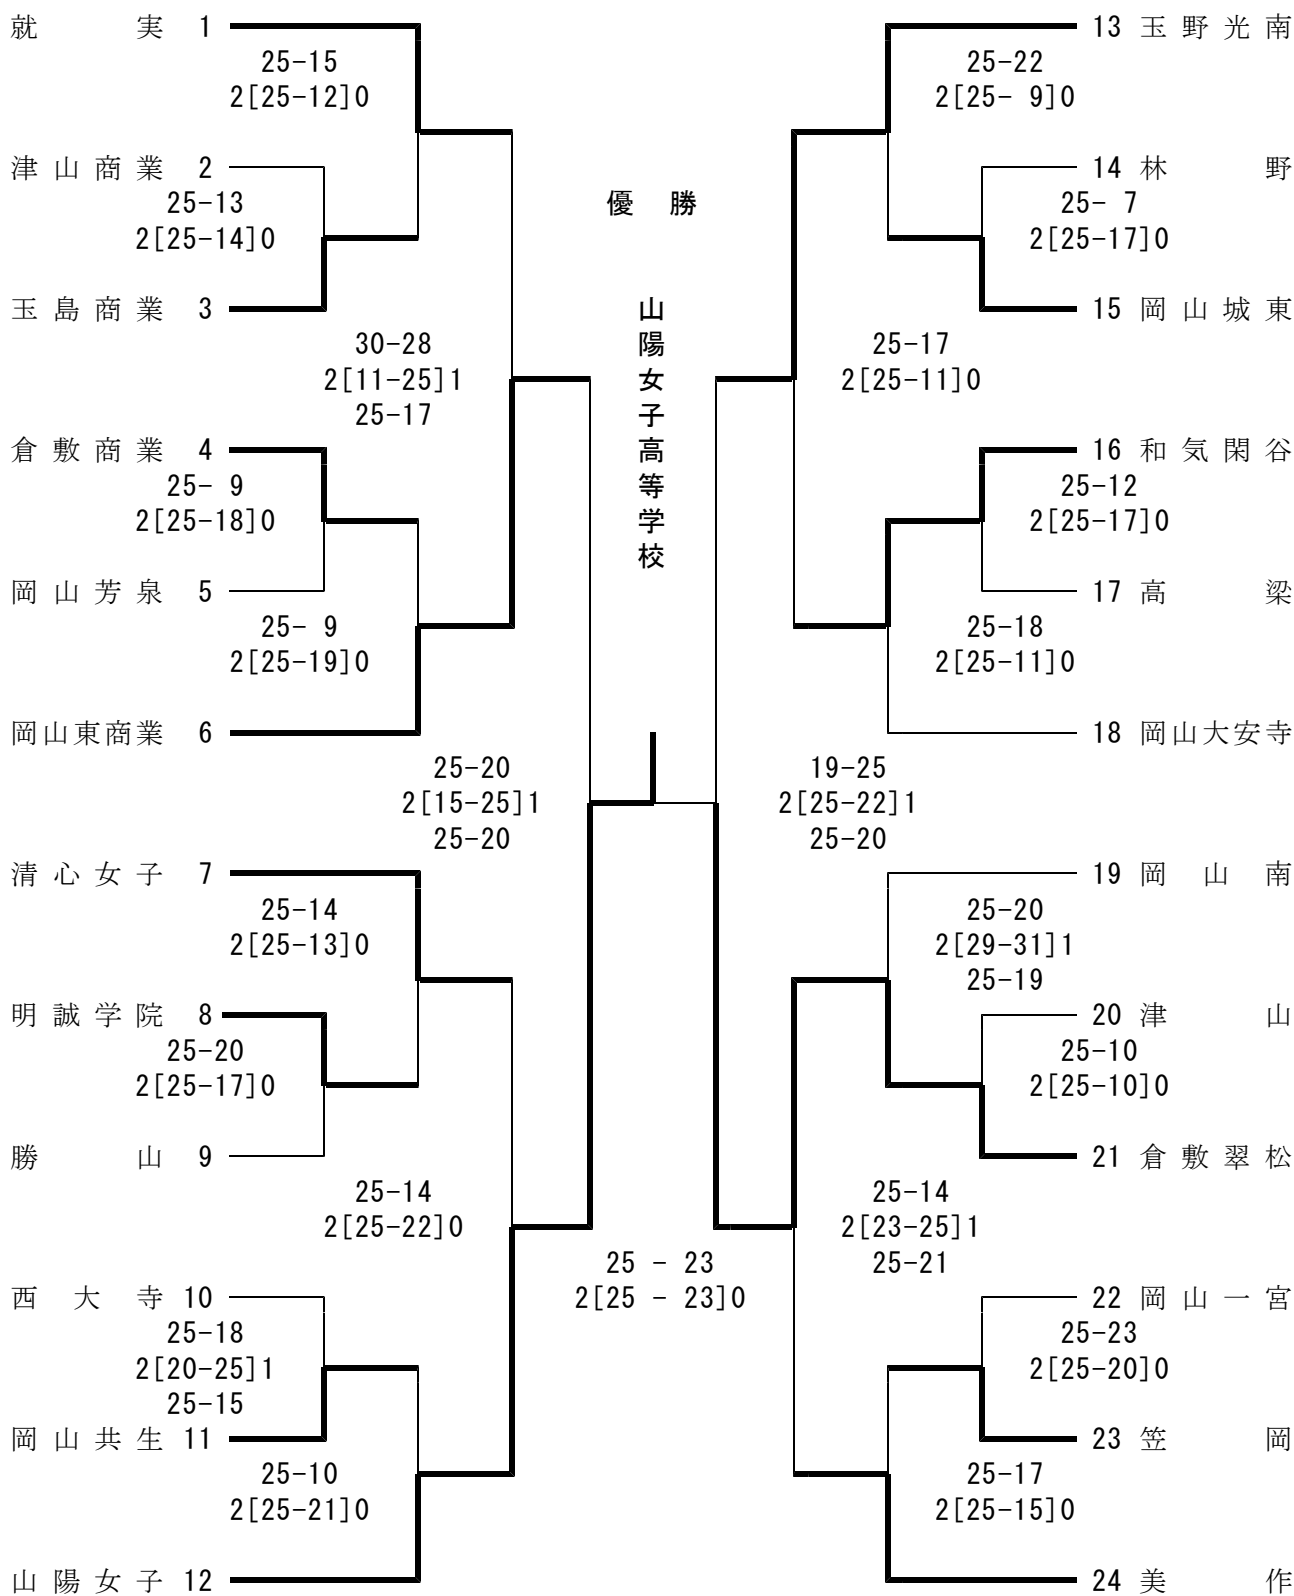 就実 1
25-15
2[25-12]0
津山商業 2
25-13
2[25-14]0
玉島商業 3
30-28
2[11-25]1
25-17
倉敷商業 4
25- 9
2[25-18]0
岡山芳泉 5
25- 9
2[25-19]0
岡山東商業 6
25-20
2[15-25]1
25-20
清心女子 7
25-14
2[25-13]0
明誠学院 8
25-20
2[25-17]0
勝山 9
25-14
2[25-22]0
西大寺 10
25-18
2[20-25]1
25-15
岡山共生 11
25-10
2[25-21]0
山陽女子 12
優勝
山陽女子高等学校
25 - 23
2[25 - 23]0
13 玉野光南
25-22
2[25- 9]0
14 林野
25- 7
2[25-17]0
15 岡山城東
25-17
2[25-11]0
16 和気閑谷
25-12
2[25-17]0
17 高梁
25-18
2[25-11]0
18 岡山大安寺
19-25
2[25-22]1
25-20
19 岡山南
25-20
2[29-31]1
25-19
20 津山
25-10
2[25-10]0
21 倉敷翠松
25-14
2[23-25]1
25-21
22 岡山一宮
25-23
2[25-20]0
23 笠岡
25-17
2[25-15]0
24 美作